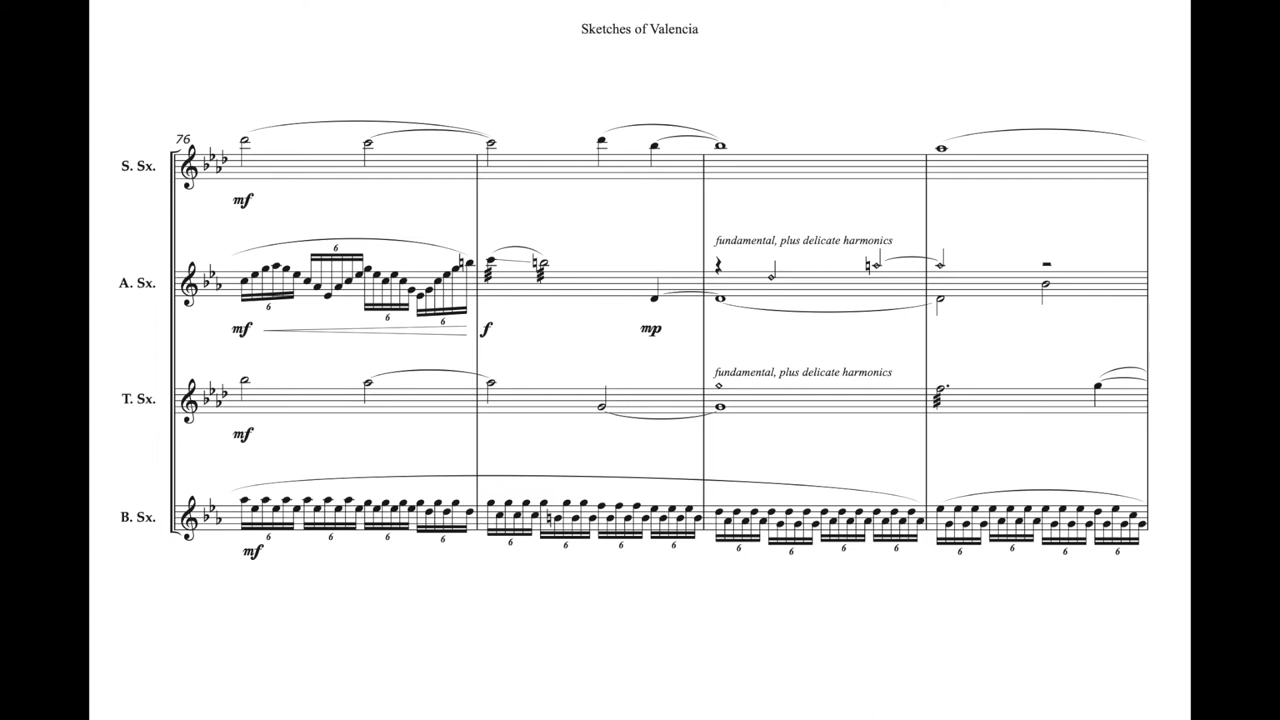 Sketches of Valencia
76
S. Sx.
mf
fundamental, plus delicate harmonics
6
A. Sx.
6 6 6
mf f mp
fundamental, plus delicate harmonics
T. Sx.
mf
B. Sx.
6 6 6 6 6 6 6 6 6 6 6 6 6 6 6 6
mf